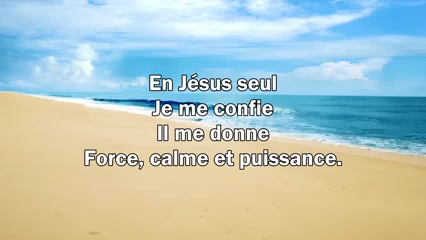 En Jésus seul
Je me confie
Il me donne
Force, calme et puissance.